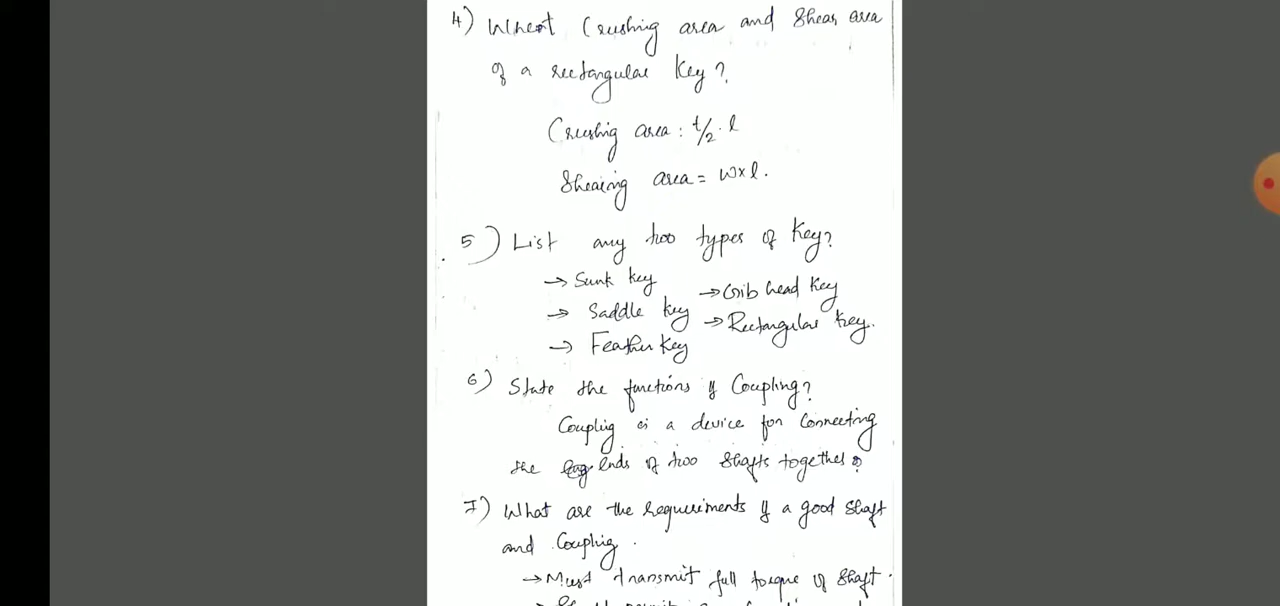 4) What Crushing area and Shear area
of a rectangular key?
Crushing area : t/2 . l
Shearing area = w x l.
5) List any two types of key?
→ Sunk key
→ Gib head key
→ Saddle key
→ Rectangular key.
→ Feather key
6) State the functions of Coupling?
Coupling is a device for connecting
the ends of two shafts together
7) What are the requirements of a good shaft
and Coupling.
→ Must transmit full torque of shaft.